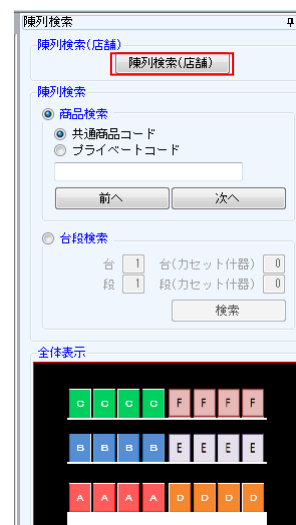 陳列検索
陳列検索(店舗)
陳列検索(店舗)
陳列検索
商品検索
共通商品コード
プライベートコード
前へ 次へ
台段検索
台 1 台(カセット什器) 0
段 1 段(カセット什器) 0
検索
全体表示
C C C C F F F F
B B B B E E E E
A A A A D D D D